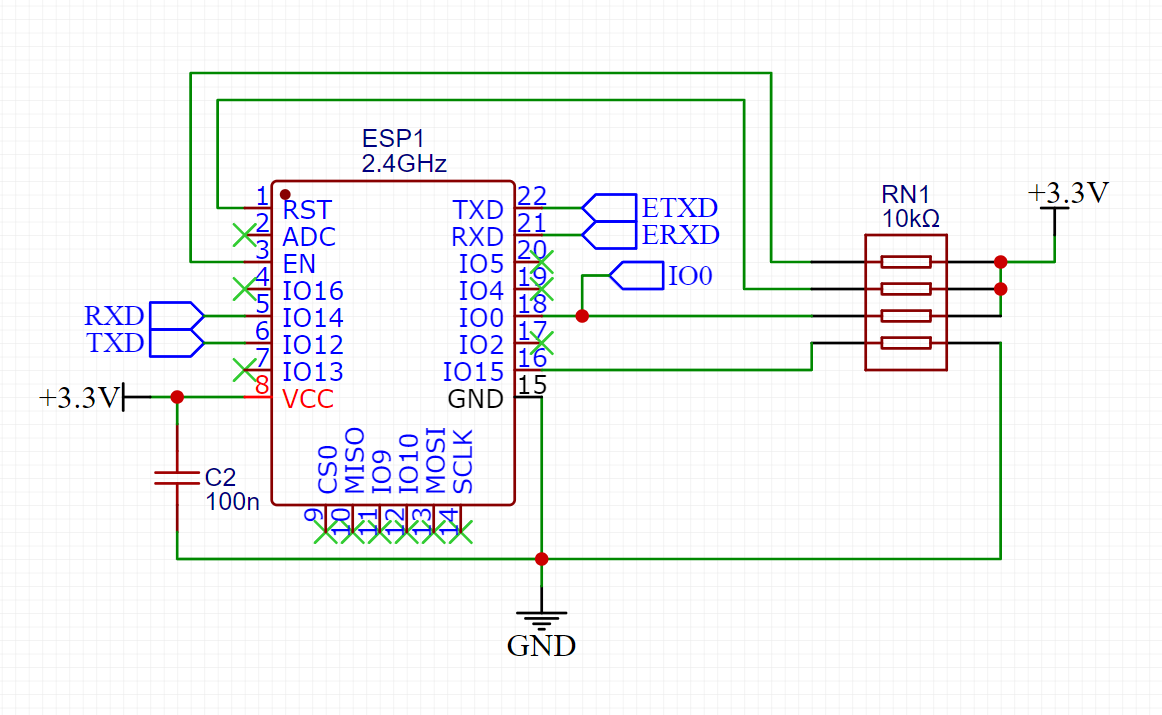 ESP1
2.4GHz
RN1
10kΩ
+3.3V
1
RST
2
ADC
3
EN
4
IO16
5
IO14
6
IO12
7
IO13
8
VCC
22
TXD
21
RXD
20
IO5
19
IO4
18
IO0
17
IO2
16
IO15
15
GND
ETXD
ERXD
IO0
RXD
TXD
+3.3V
C2
100n
CS0
MISO
IO9
IO10
MOSI
SCLK
9
10
11
12
13
14
GND